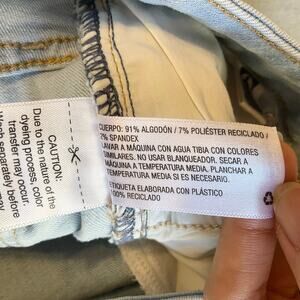 CAUTION:
Due to the nature of the
dyeing process, color
transfer may occur.
Wash separately before
CUERPO: 91% ALGODÓN / 7% POLIÉSTER RECICLADO /
2% SPANDEX
LAVAR A MÁQUINA CON AGUA TIBIA CON COLORES
SIMILARES. NO USAR BLANQUEADOR. SECAR A
MÁQUINA A TEMPERATURA MEDIA. PLANCHAR A
TEMPERATURA MEDIA SI ES NECESARIO.
ETIQUETA ELABORADA CON PLÁSTICO
100% RECICLADO